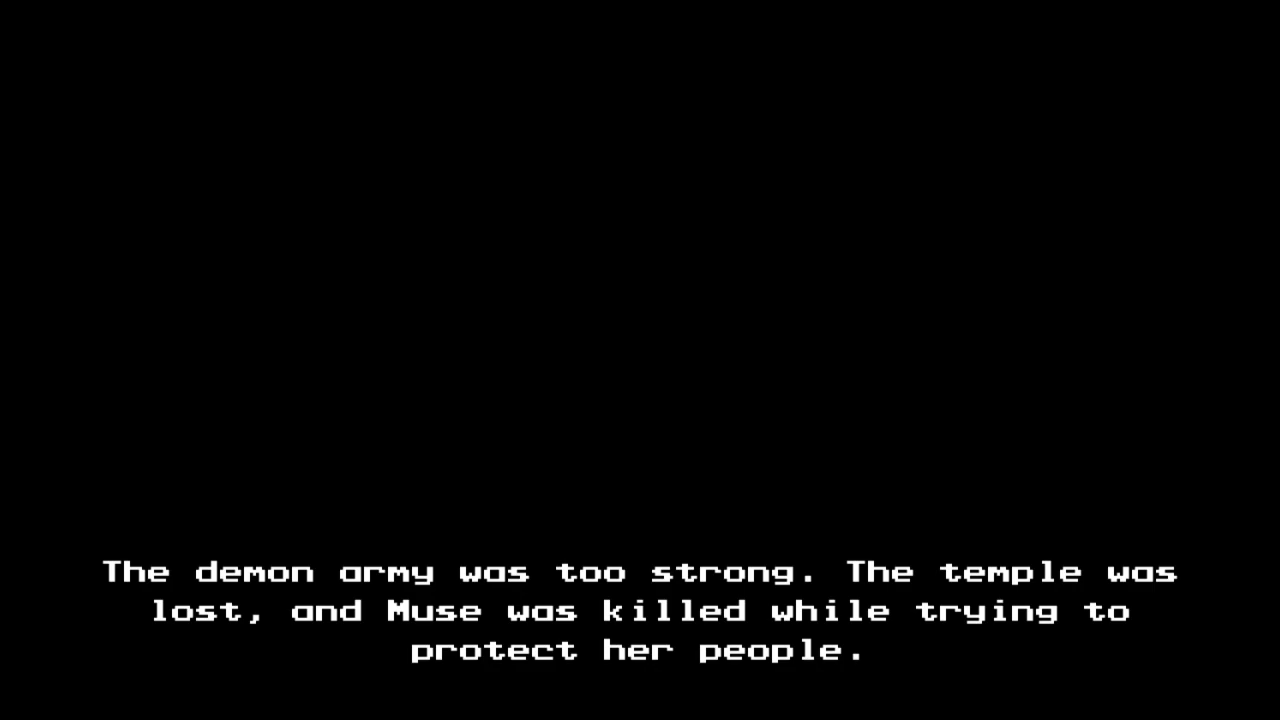 The demon army was too strong. The temple was
lost, and Muse was killed while trying to
protect her people.